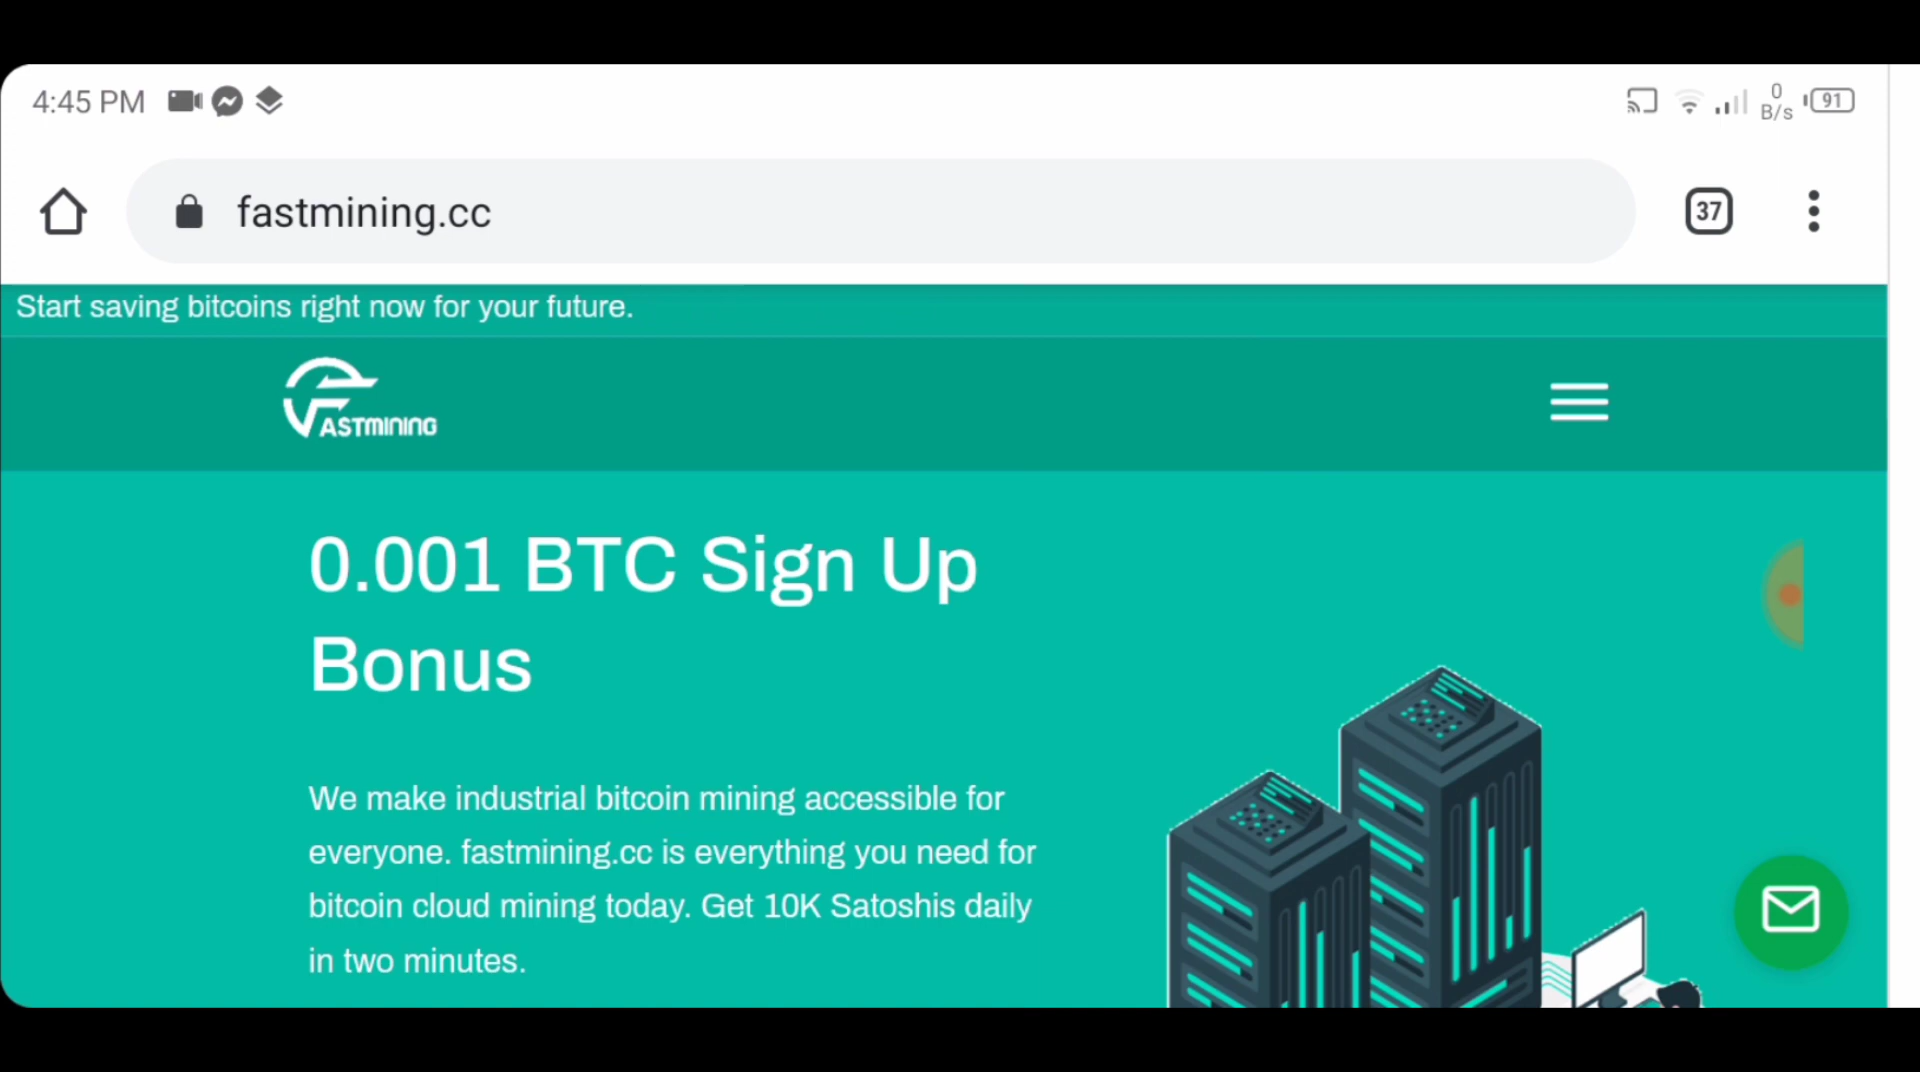 4:45 PM
0
B/s
91
fastmining.cc
37
Start saving bitcoins right now for your future.
FASTMINING
0.001 BTC Sign Up
Bonus
We make industrial bitcoin mining accessible for
everyone. fastmining.cc is everything you need for
bitcoin cloud mining today. Get 10K Satoshis daily
in two minutes.